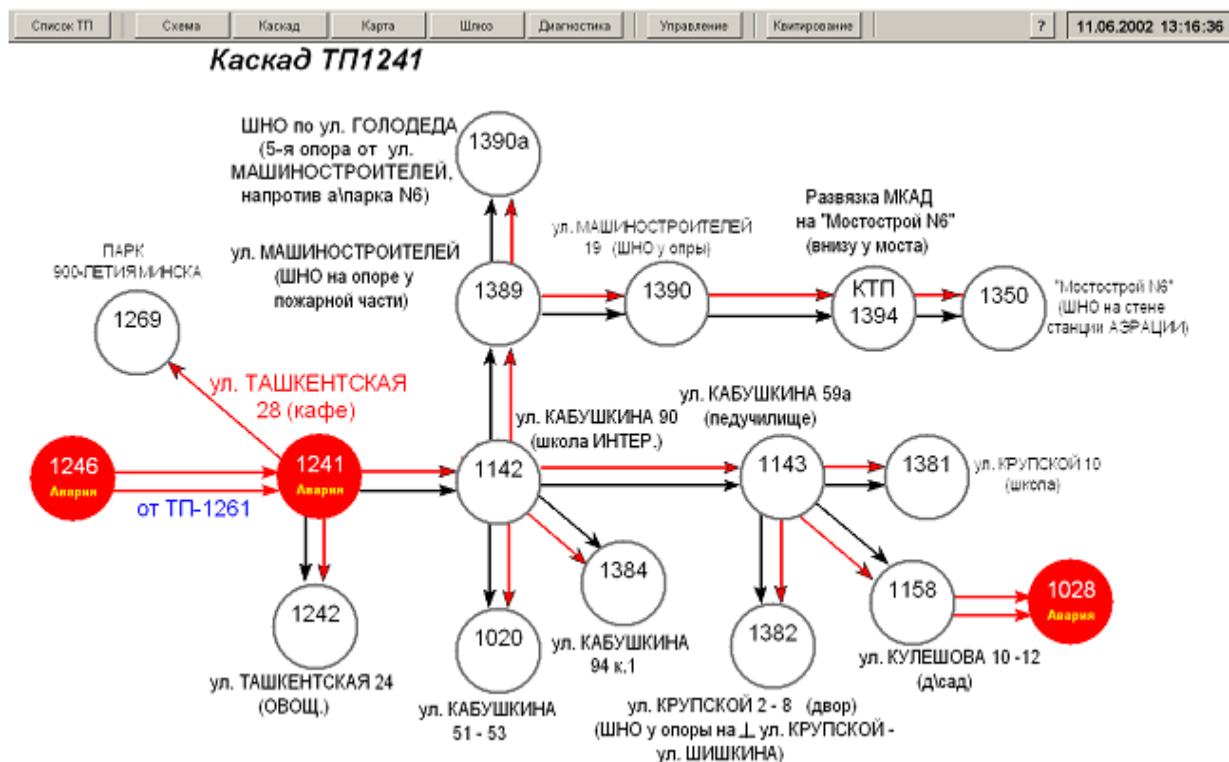 Список ТП Схема Каскад Карта Шлюз Диагностика Управление Квитирование ? 11.06.2002 13:16:36
Каскад ТП1241
ШНО по ул. ГОЛОДЕДА
(5-я опора от ул.
МАШИНОСТРОИТЕЛЕЙ,
напротив а\парка N6)
1390а
ПАРК
900-ЛЕТИЯ МИНСКА
1269
ул. МАШИНОСТРОИТЕЛЕЙ
(ШНО на опоре у
пожарной части)
1389
ул. МАШИНОСТРОИТЕЛЕЙ
19 (ШНО у опры)
1390
Развязка МКАД
на "Мостострой N6"
(внизу у моста)
КТП
1394
1350
"Мостострой N6"
(ШНО на стене
станции АЭРАЦИИ)
ул. ТАШКЕНТСКАЯ
28 (кафе)
1246
Авария
от ТП-1261
1241
Авария
ул. КАБУШКИНА 90
(школа ИНТЕР.)
1142
ул. КАБУШКИНА 59а
(педучилище)
1143
1381
ул. КРУПСКОЙ 10
(школа)
1242
ул. ТАШКЕНТСКАЯ 24
(ОВОЩ.)
1020
ул. КАБУШКИНА
51 - 53
1384
ул. КАБУШКИНА
94 к.1
1382
ул. КРУПСКОЙ 2 - 8 (двор)
(ШНО у опоры на ⊥ ул. КРУПСКОЙ -
ул. ШИШКИНА)
1158
ул. КУЛЕШОВА 10 -12
(д\сад)
1028
Авария